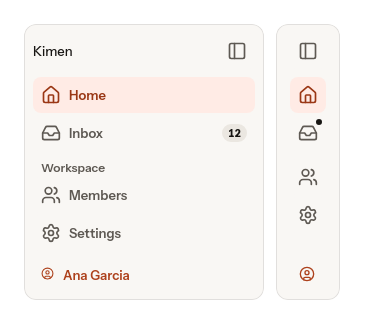 Kimen
Home
Inbox 12
Workspace
Members
Settings
Ana Garcia